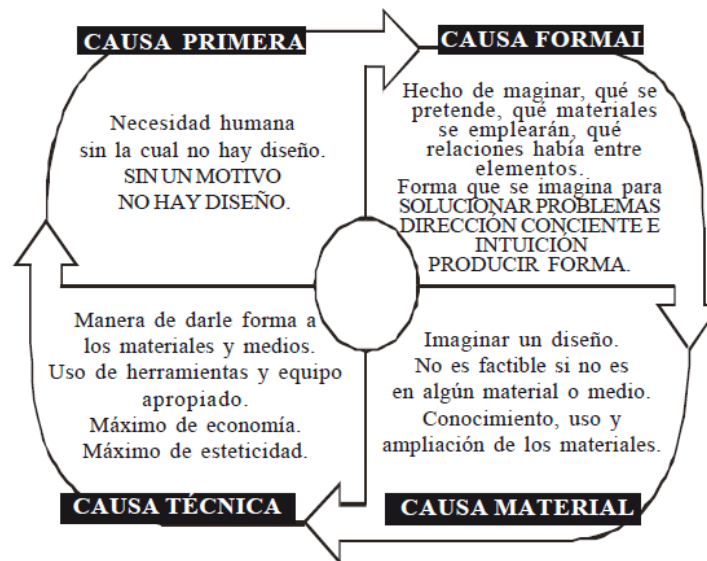 CAUSA PRIMERA
Necesidad humana
sin la cual no hay diseño.
SIN UN MOTIVO
NO HAY DISEÑO.
CAUSA FORMAL
Hecho de maginar, qué se
pretende, qué materiales
se emplearán, qué
relaciones había entre
elementos.
Forma que se imagina para
SOLUCIONAR PROBLEMAS
DIRECCIÓN CONCIENTE E
INTUICIÓN
PRODUCIR FORMA.
Manera de darle forma a
los materiales y medios.
Uso de herramientas y equipo
apropiado.
Máximo de economía.
Máximo de esteticidad.
CAUSA TÉCNICA
Imaginar un diseño.
No es factible si no es
en algún material o medio.
Conocimiento, uso y
ampliación de los materiales.
CAUSA MATERIAL